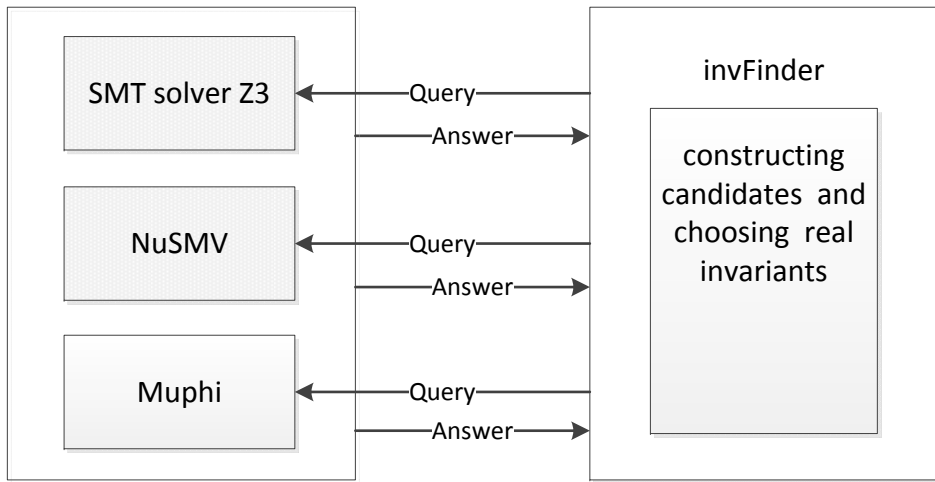 SMT solver Z3
Query
Answer
NuSMV
Query
Answer
Muphi
Query
Answer
invFinder
constructing
candidates and
choosing real
invariants